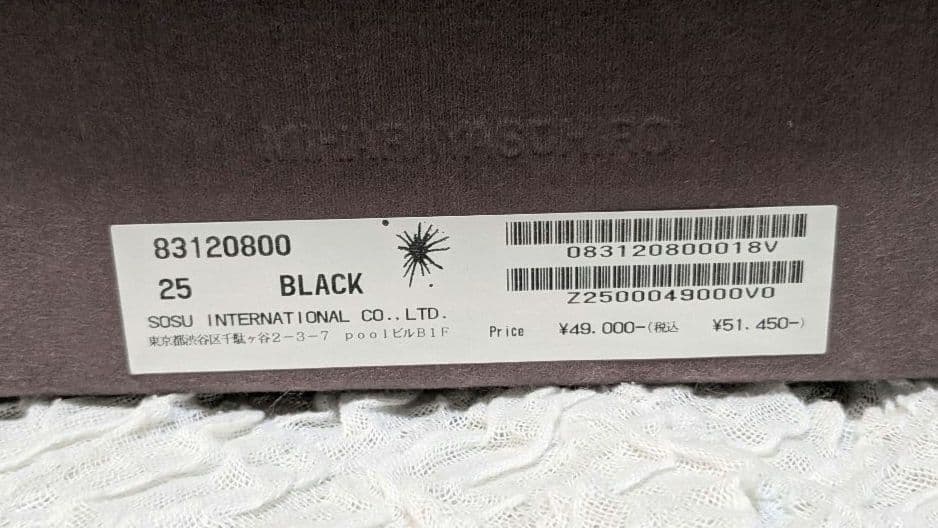 MIHARAYASUHIRO
83120800
083120800018V
25 BLACK
Z2500049000V0
SOSU INTERNATIONAL CO.,LTD.
東京都渋谷区千駄ヶ谷2-3-7 poolビルB1F
Price ¥49.000-(税込 ¥51.450-)